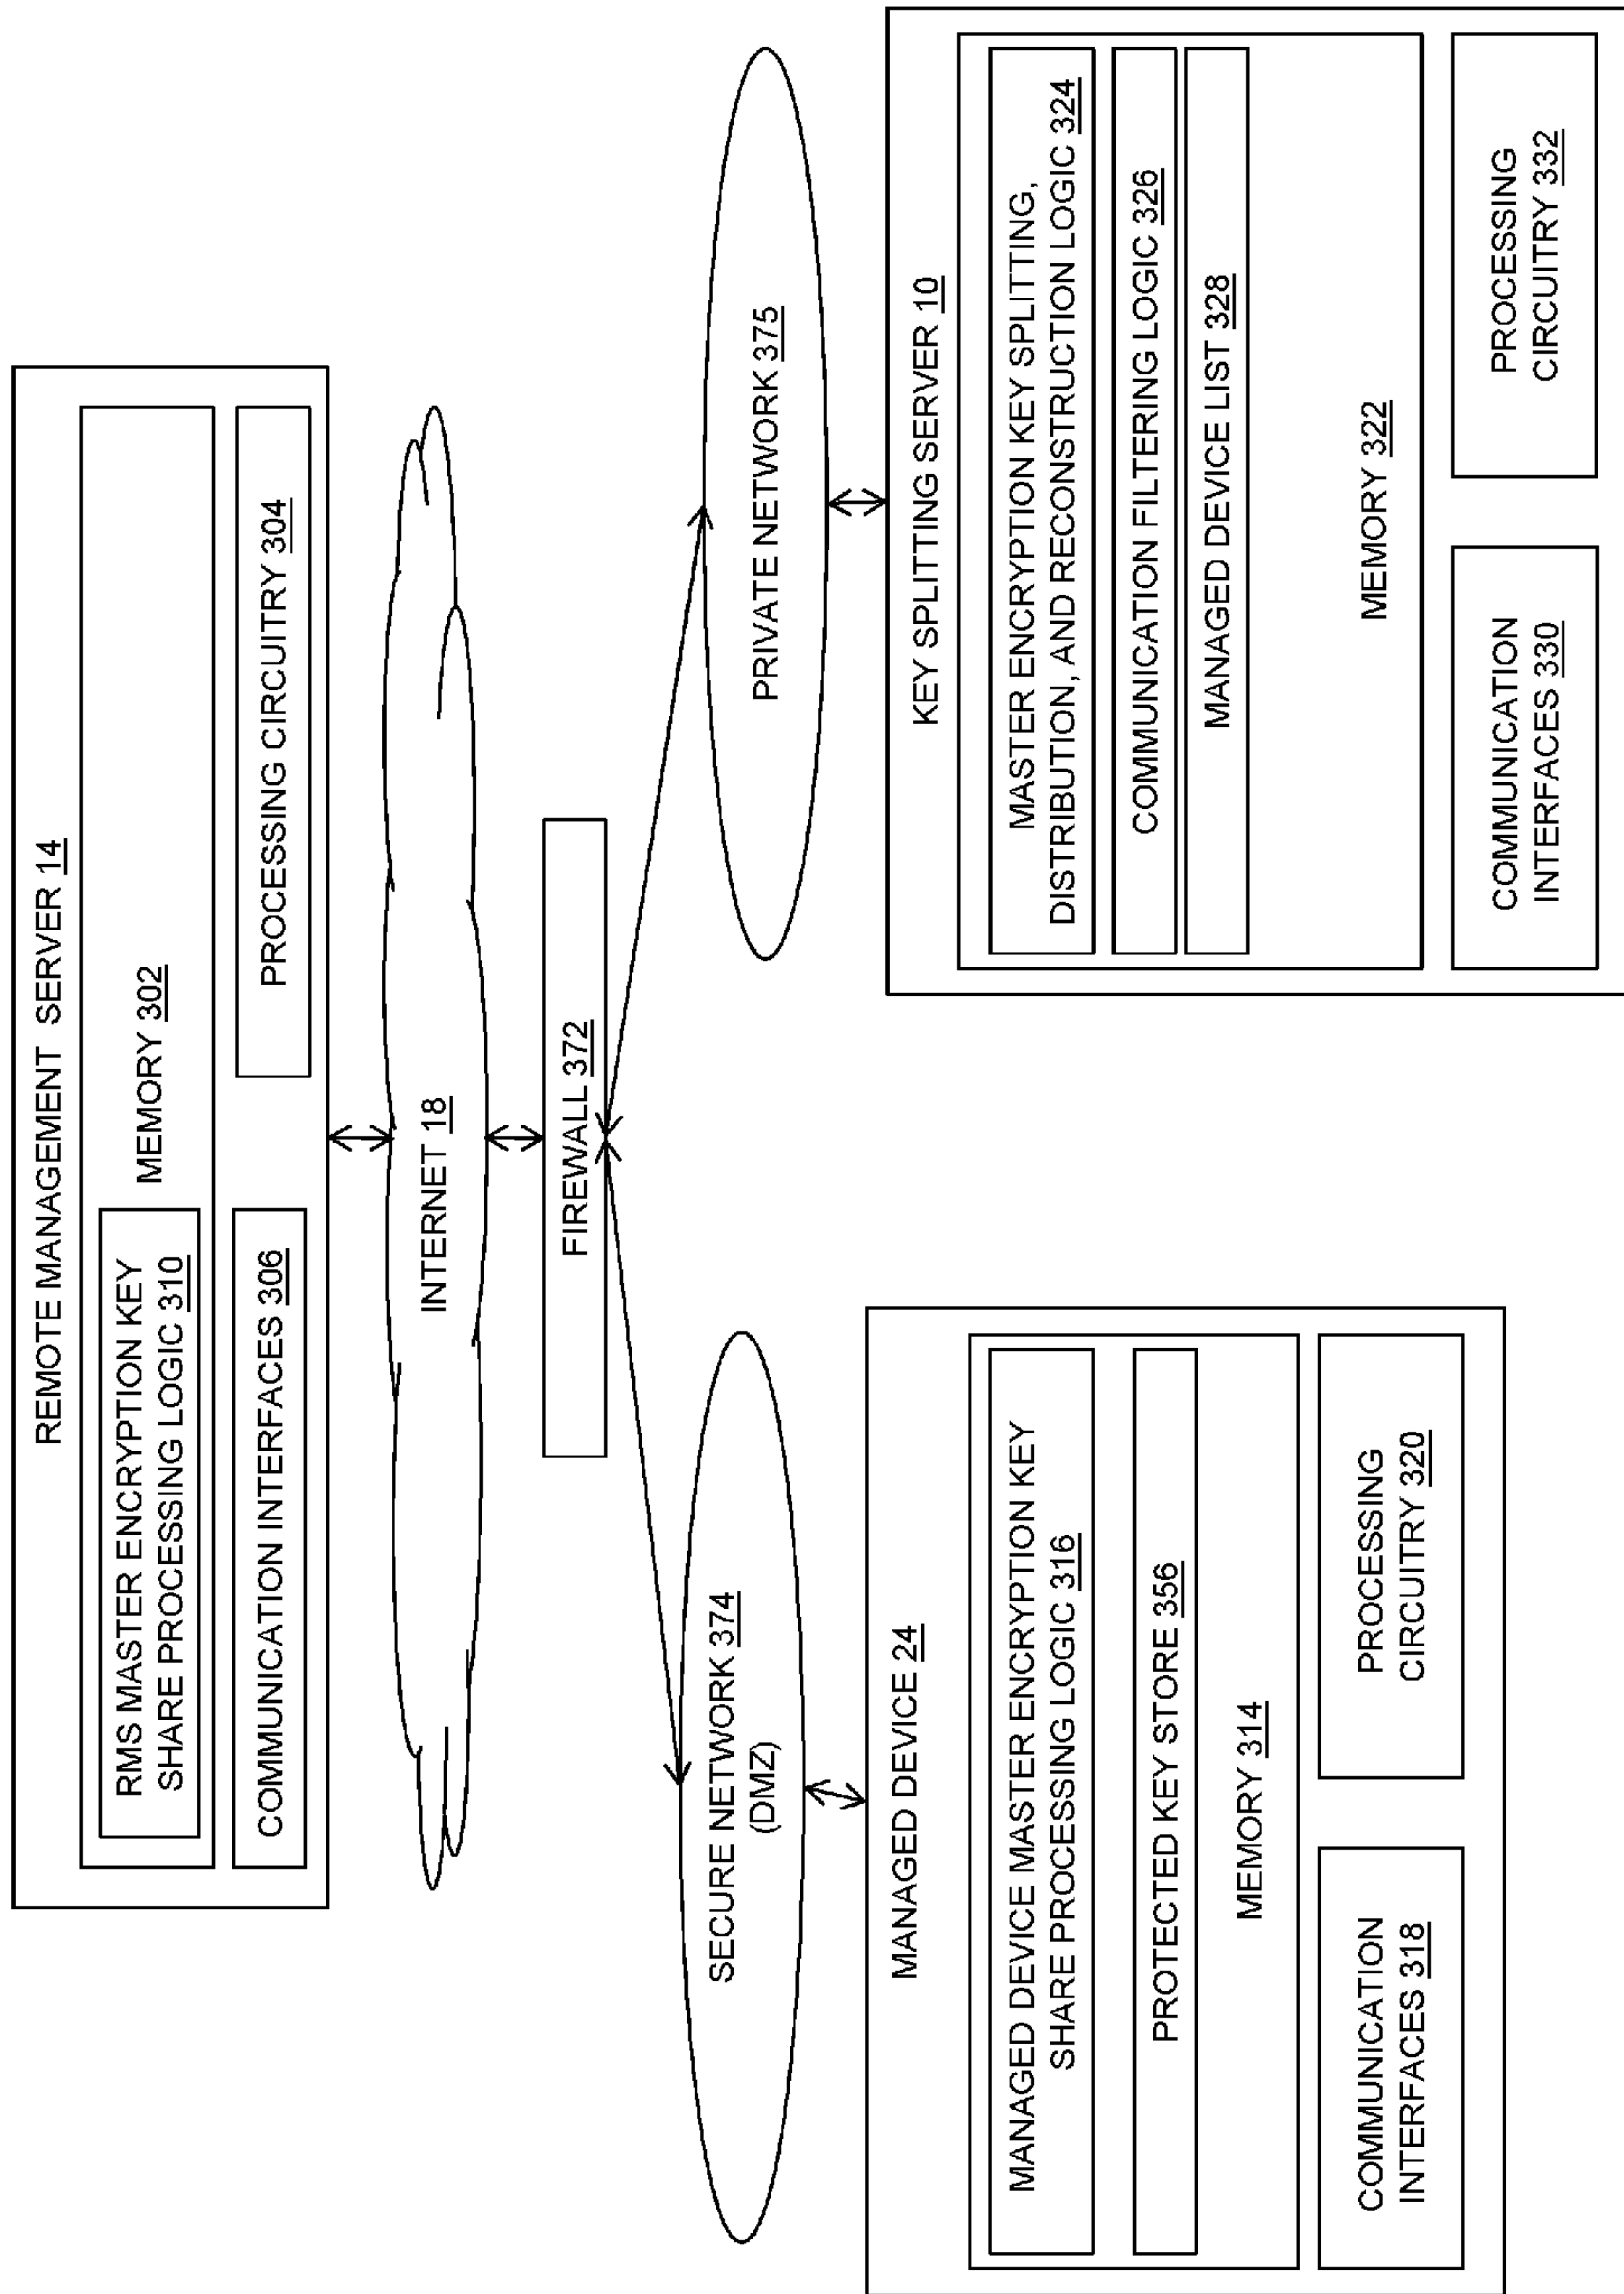 REMOTE MANAGEMENT SERVER 14
RMS MASTER ENCRYPTION KEY
SHARE PROCESSING LOGIC 310
MEMORY 302
COMMUNICATION INTERFACES 306
PROCESSING CIRCUITRY 304
INTERNET 18
FIREWALL 372
SECURE NETWORK 374
(DMZ)
PRIVATE NETWORK 375
MANAGED DEVICE 24
MANAGED DEVICE MASTER ENCRYPTION KEY
SHARE PROCESSING LOGIC 316
PROTECTED KEY STORE 356
MEMORY 314
COMMUNICATION
INTERFACES 318
PROCESSING
CIRCUITRY 320
KEY SPLITTING SERVER 10
MASTER ENCRYPTION KEY SPLITTING,
DISTRIBUTION, AND RECONSTRUCTION LOGIC 324
COMMUNICATION FILTERING LOGIC 326
MANAGED DEVICE LIST 328
MEMORY 322
COMMUNICATION
INTERFACES 330
PROCESSING
CIRCUITRY 332